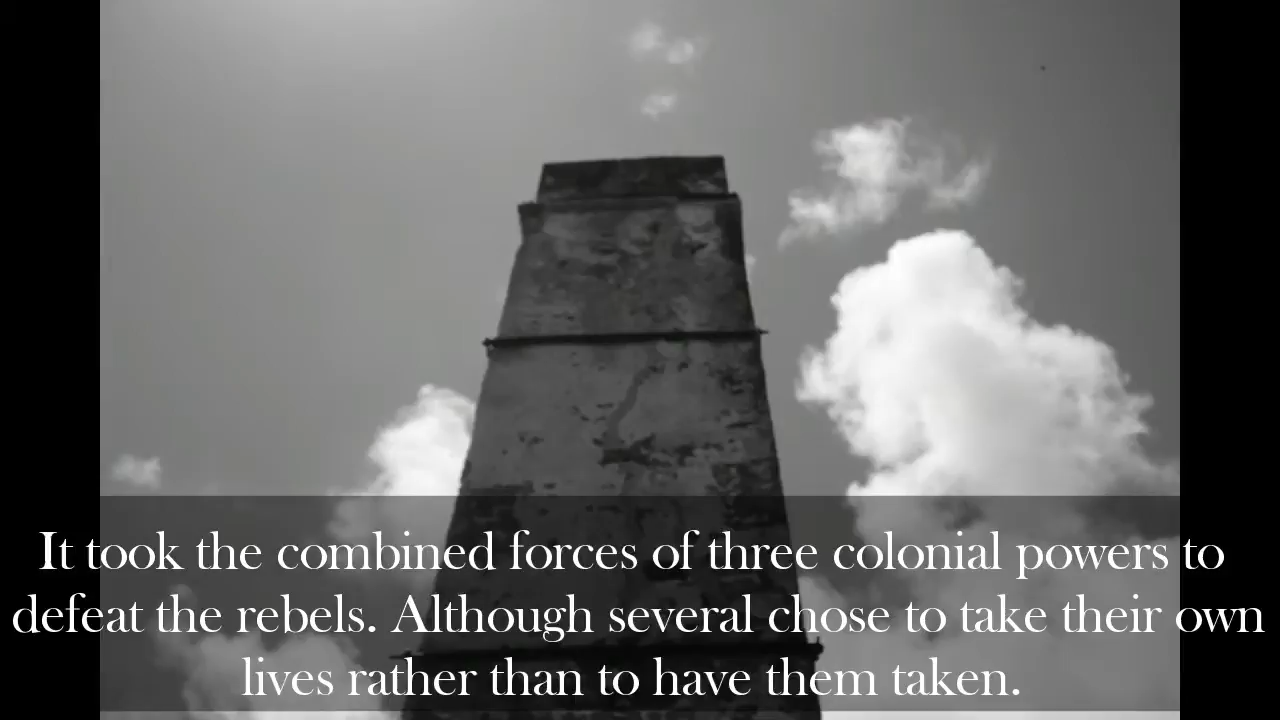 It took the combined forces of three colonial powers to
defeat the rebels. Although several chose to take their own
lives rather than to have them taken.